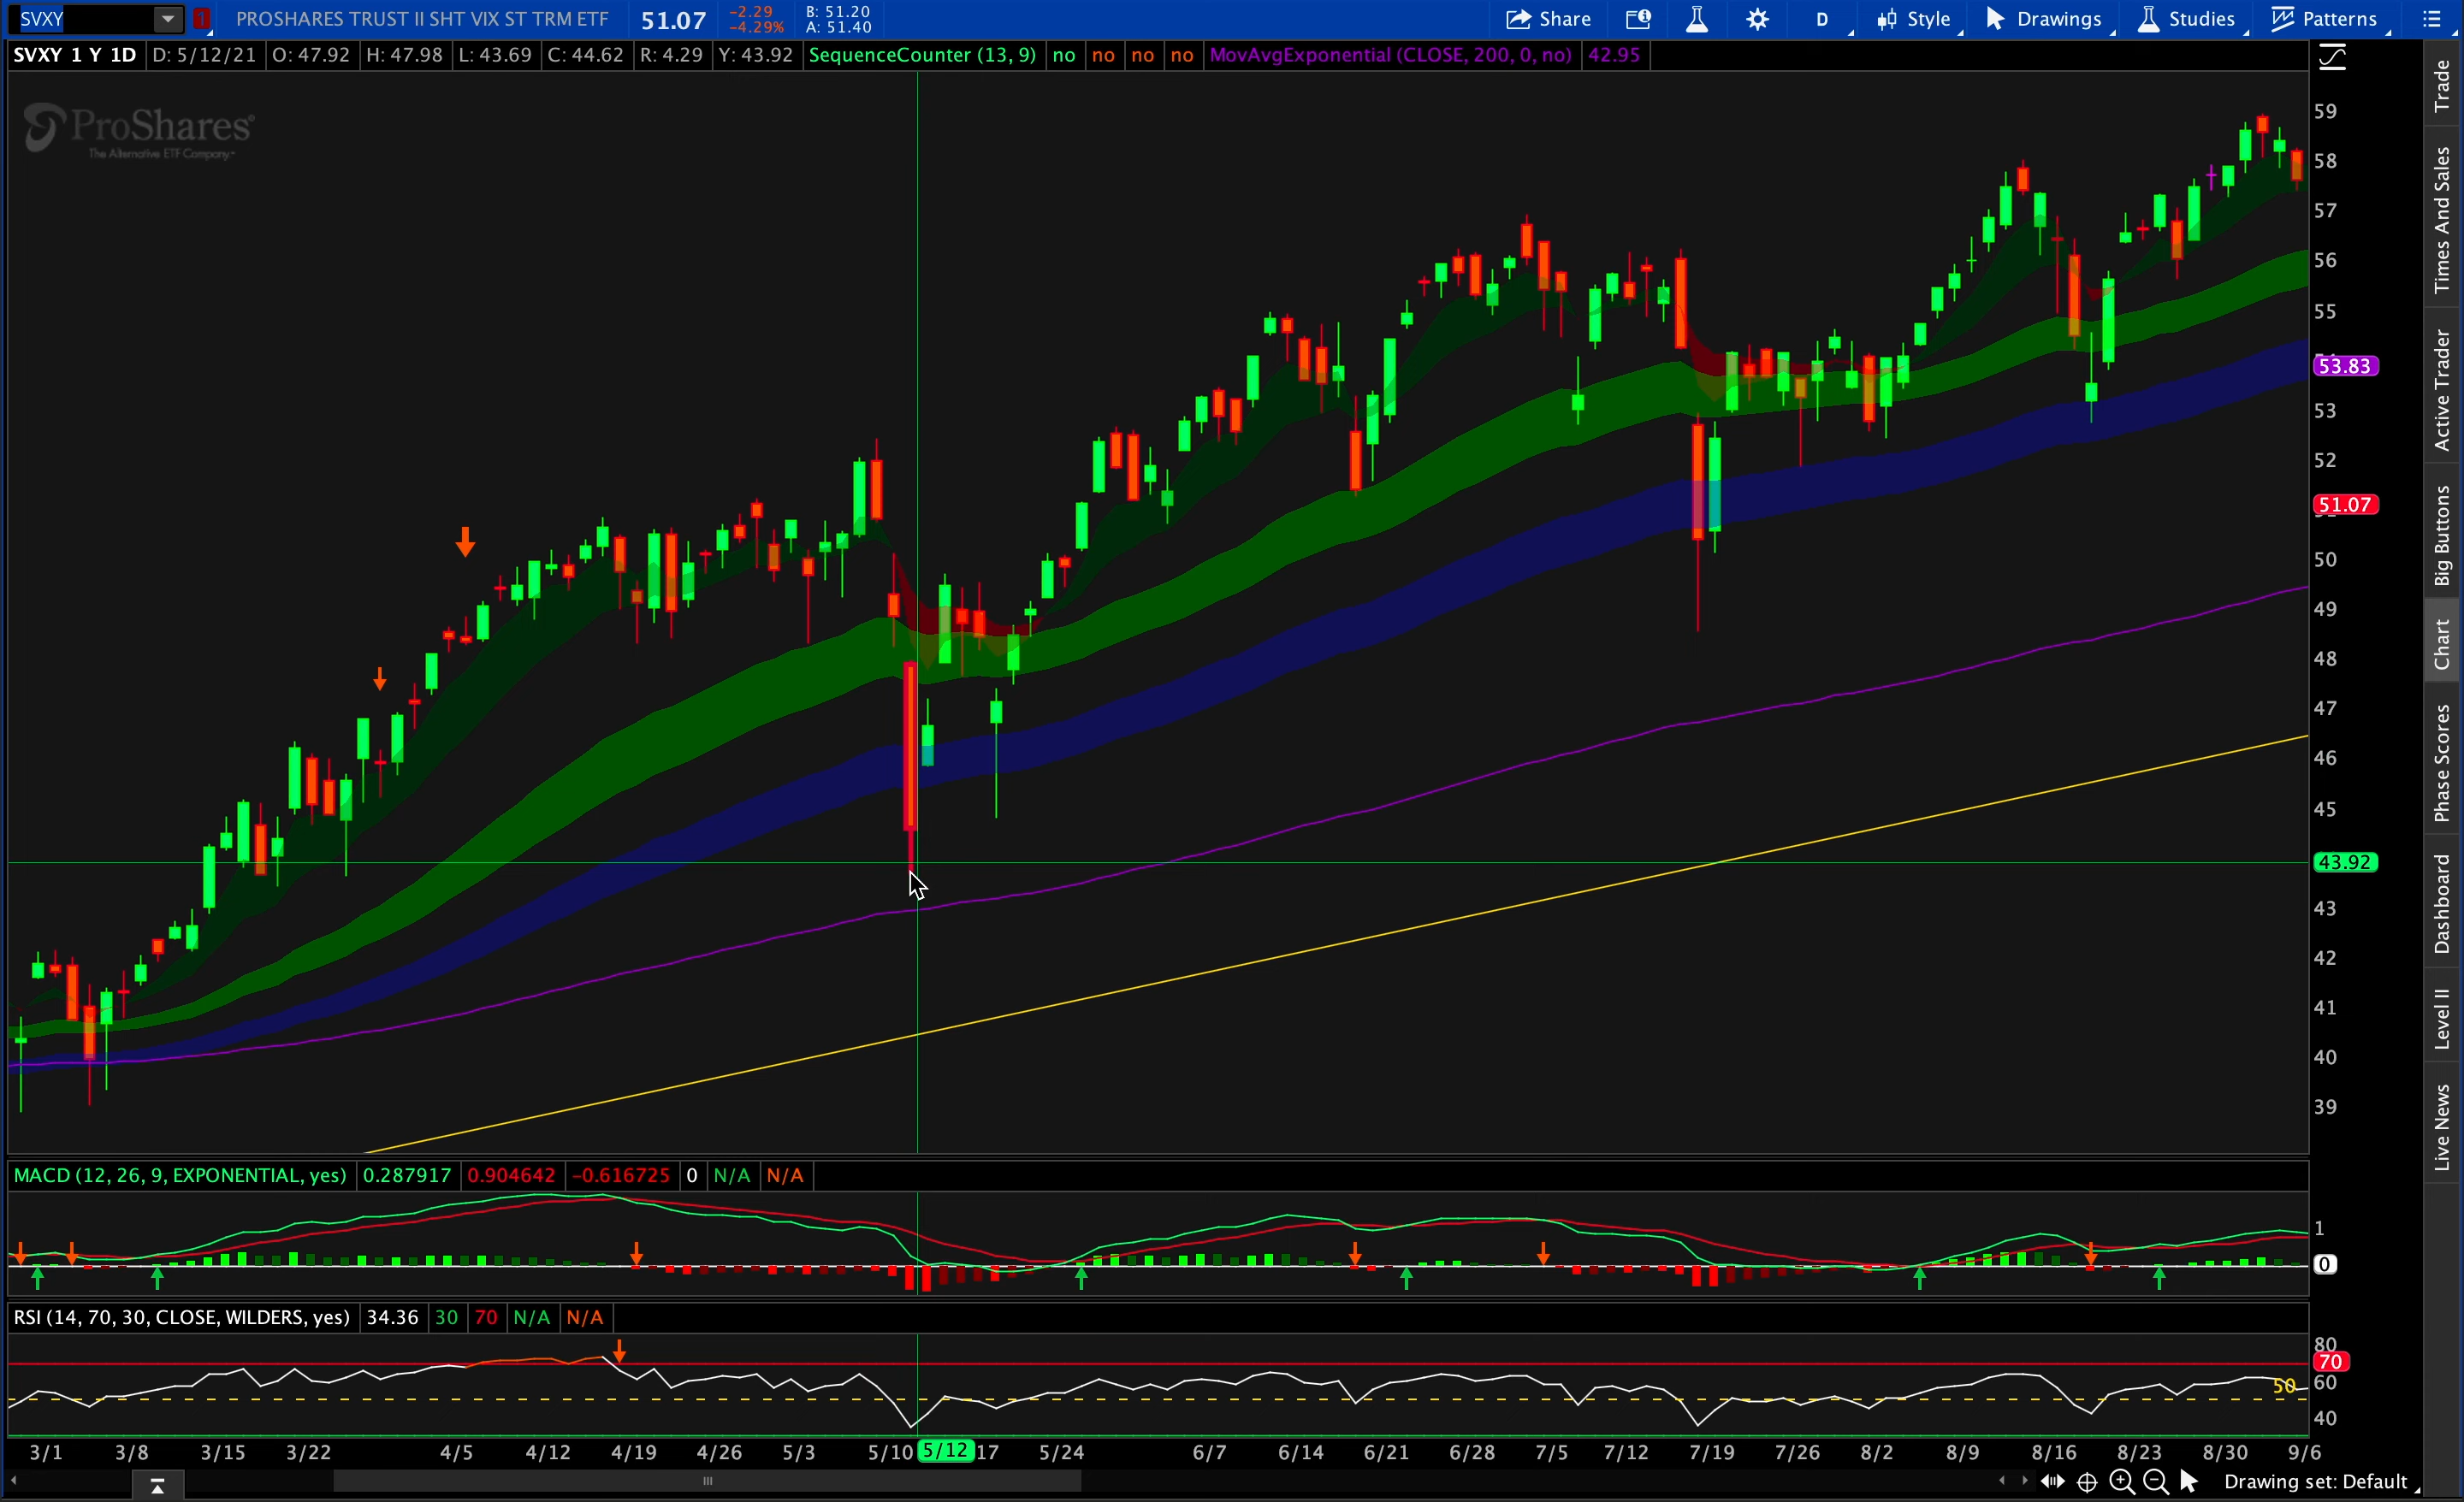 SVXY 1 PROSHARES TRUST II SHT VIX ST TRM ETF 51.07 -2.29 -4.29% B: 51.20 A: 51.40 Share D Style Drawings Studies Patterns
SVXY 1 Y 1D D: 5/12/21 O: 47.92 H: 47.98 L: 43.69 C: 44.62 R: 4.29 Y: 43.92 SequenceCounter (13, 9) no no no no MovAvgExponential (CLOSE, 200, 0, no) 42.95
ProShares
The Alternative ETF Company
59
58
57
56
55
53.83
53
52
51.07
50
49
48
47
46
45
43.92
43
42
41
40
39
MACD (12, 26, 9, EXPONENTIAL, yes) 0.287917 0.904642 -0.616725 0 N/A N/A
1
0
RSI (14, 70, 30, CLOSE, WILDERS, yes) 34.36 30 70 N/A N/A
80
70
60
50
40
3/1 3/8 3/15 3/22 4/5 4/12 4/19 4/26 5/3 5/10 5/12 17 5/24 6/7 6/14 6/21 6/28 7/5 7/12 7/19 7/26 8/2 8/9 8/16 8/23 8/30 9/6
Drawing set: Default
Trade
Times And Sales
Active Trader
Big Buttons
Chart
Phase Scores
Dashboard
Level II
Live News